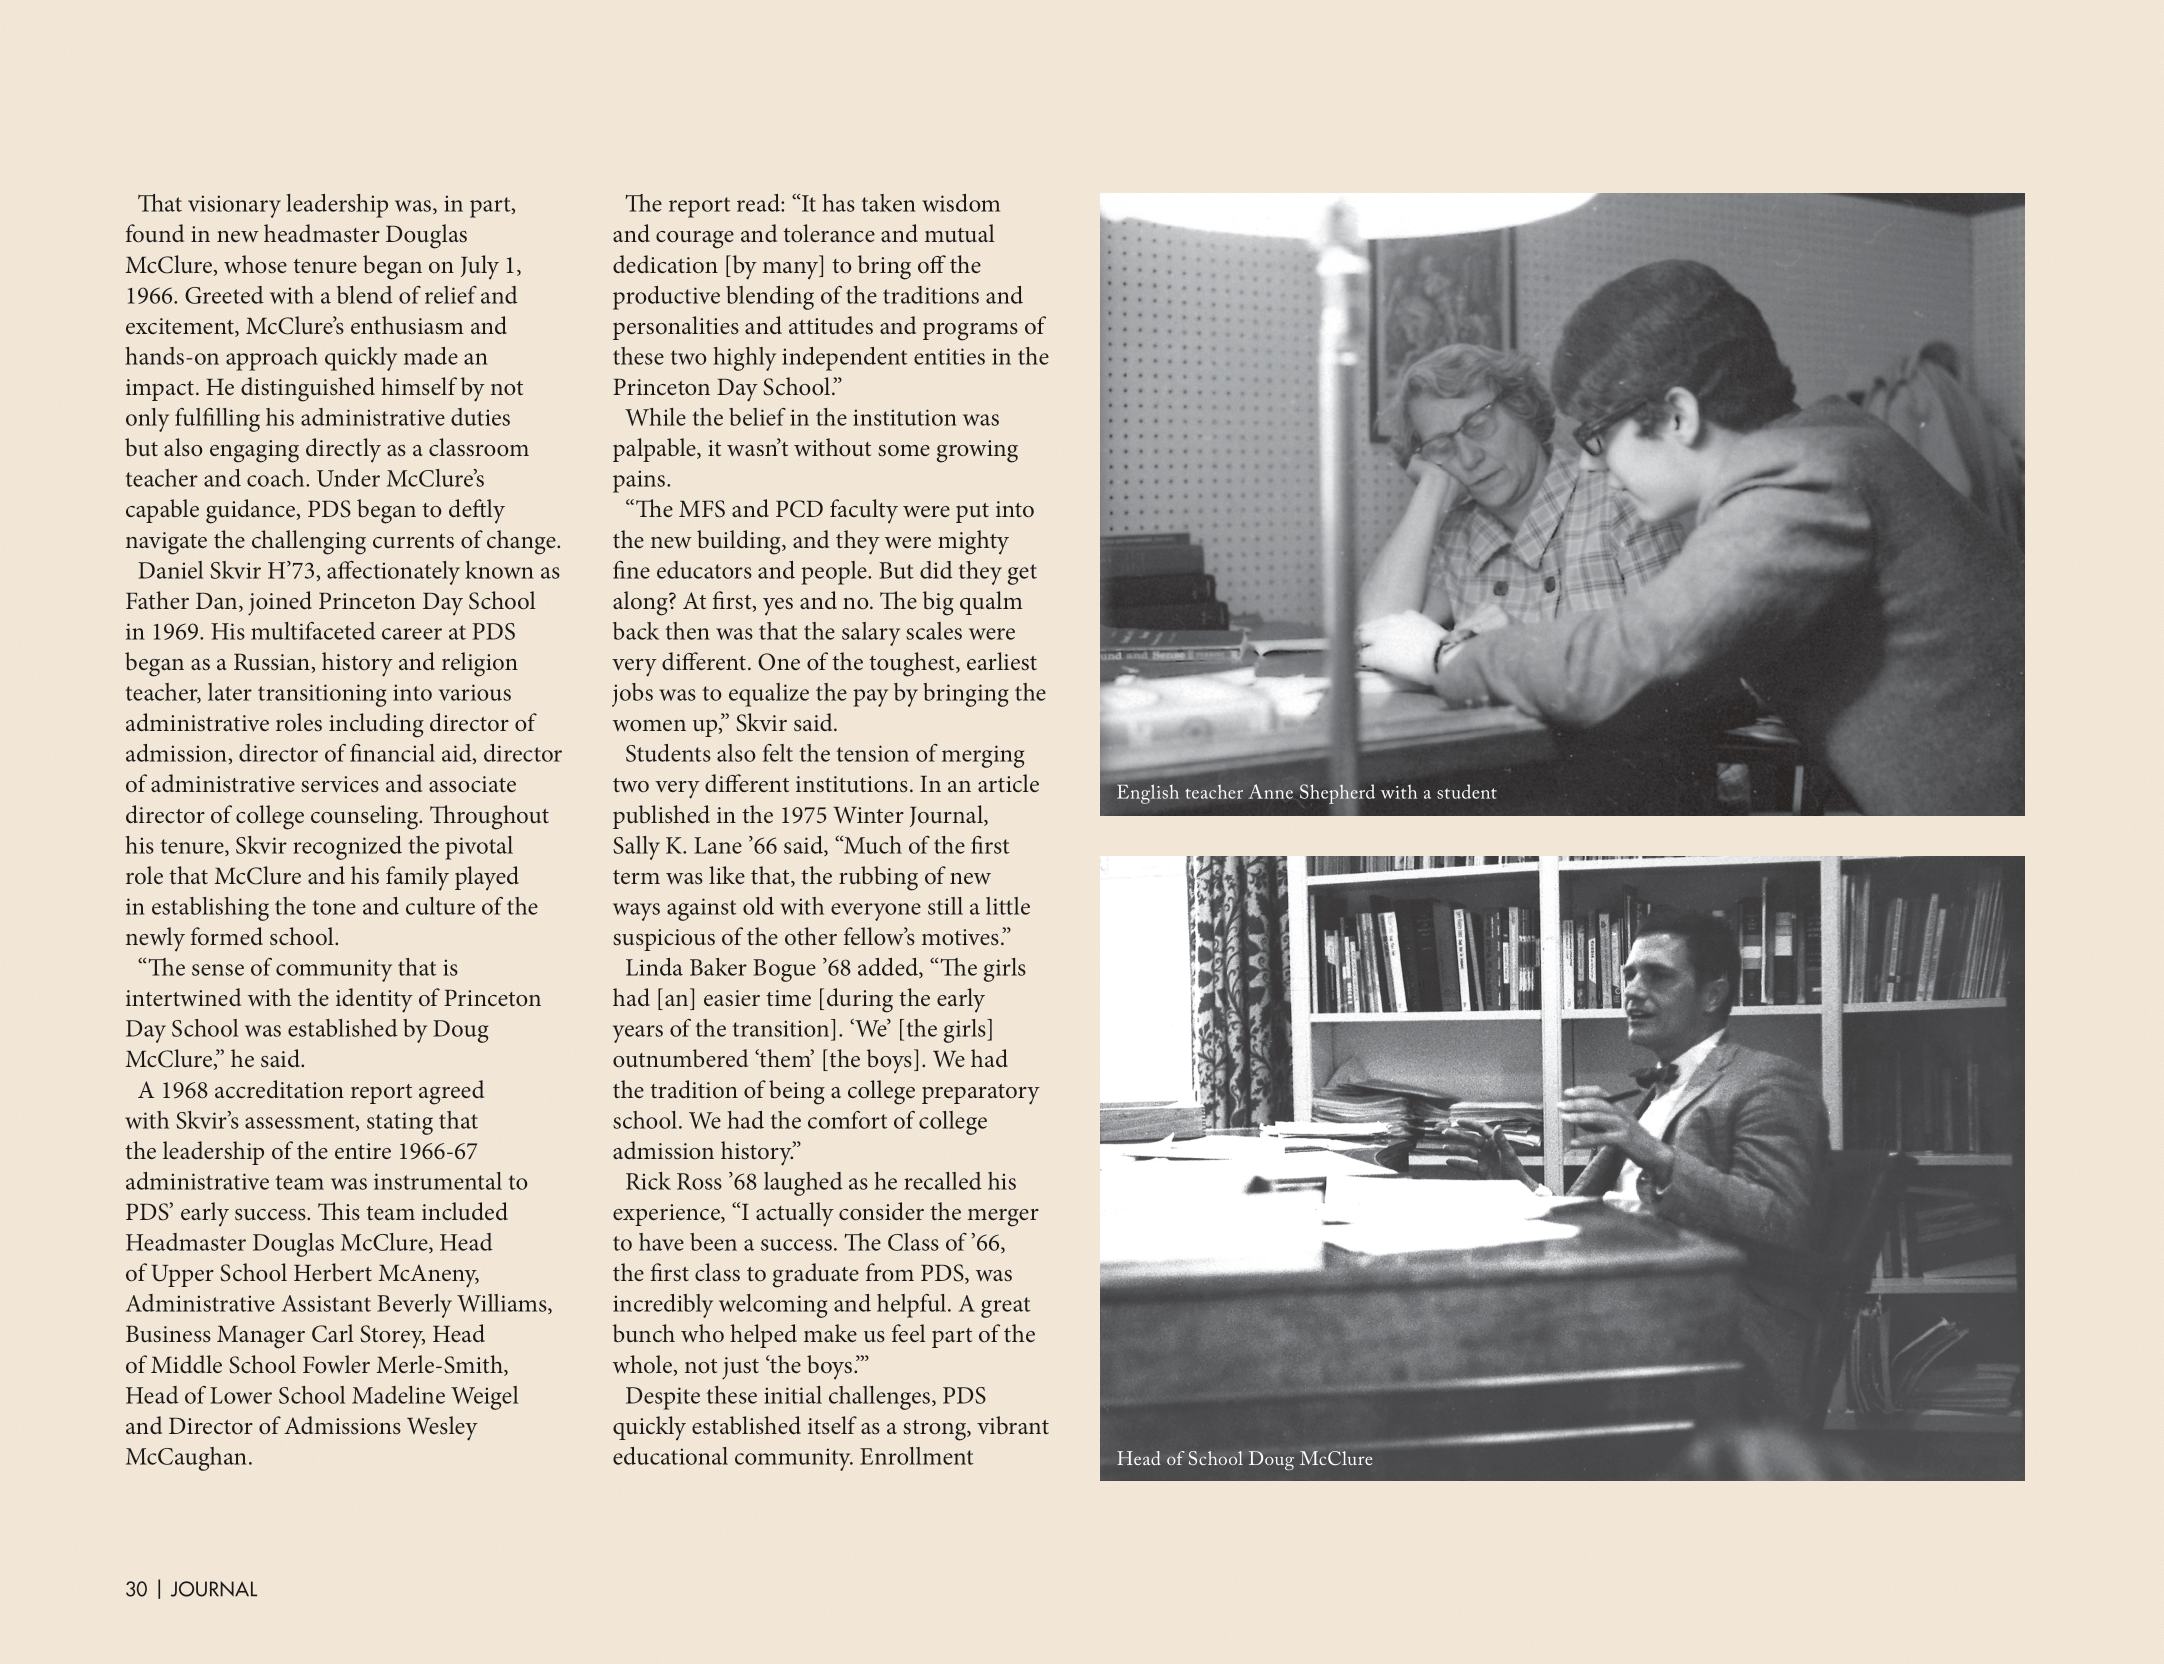 That visionary leadership was, in part,
found in new headmaster Douglas
McClure, whose tenure began on July 1,
1966. Greeted with a blend of relief and
excitement, McClure’s enthusiasm and
hands-on approach quickly made an
impact. He distinguished himself by not
only fulfilling his administrative duties
but also engaging directly as a classroom
teacher and coach. Under McClure’s
capable guidance, PDS began to deftly
navigate the challenging currents of change.
Daniel Skvir H’73, affectionately known as
Father Dan, joined Princeton Day School
in 1969. His multifaceted career at PDS
began as a Russian, history and religion
teacher, later transitioning into various
administrative roles including director of
admission, director of financial aid, director
of administrative services and associate
director of college counseling. Throughout
his tenure, Skvir recognized the pivotal
role that McClure and his family played
in establishing the tone and culture of the
newly formed school.
“The sense of community that is
intertwined with the identity of Princeton
Day School was established by Doug
McClure,” he said.
A 1968 accreditation report agreed
with Skvir’s assessment, stating that
the leadership of the entire 1966-67
administrative team was instrumental to
PDS’ early success. This team included
Headmaster Douglas McClure, Head
of Upper School Herbert McAneny,
Administrative Assistant Beverly Williams,
Business Manager Carl Storey, Head
of Middle School Fowler Merle-Smith,
Head of Lower School Madeline Weigel
and Director of Admissions Wesley
McCaughan.
The report read: “It has taken wisdom
and courage and tolerance and mutual
dedication [by many] to bring off the
productive blending of the traditions and
personalities and attitudes and programs of
these two highly independent entities in the
Princeton Day School.”
While the belief in the institution was
palpable, it wasn’t without some growing
pains.
“The MFS and PCD faculty were put into
the new building, and they were mighty
fine educators and people. But did they get
along? At first, yes and no. The big qualm
back then was that the salary scales were
very different. One of the toughest, earliest
jobs was to equalize the pay by bringing the
women up,” Skvir said.
Students also felt the tension of merging
two very different institutions. In an article
published in the 1975 Winter Journal,
Sally K. Lane ’66 said, “Much of the first
term was like that, the rubbing of new
ways against old with everyone still a little
suspicious of the other fellow’s motives.”
Linda Baker Bogue ’68 added, “The girls
had [an] easier time [during the early
years of the transition]. ‘We’ [the girls]
outnumbered ‘them’ [the boys]. We had
the tradition of being a college preparatory
school. We had the comfort of college
admission history.”
Rick Ross ’68 laughed as he recalled his
experience, “I actually consider the merger
to have been a success. The Class of ’66,
the first class to graduate from PDS, was
incredibly welcoming and helpful. A great
bunch who helped make us feel part of the
whole, not just ‘the boys.’”
Despite these initial challenges, PDS
quickly established itself as a strong, vibrant
educational community. Enrollment
and Sense
English teacher Anne Shepherd with a student
Head of School Doug McClure
30 | JOURNAL